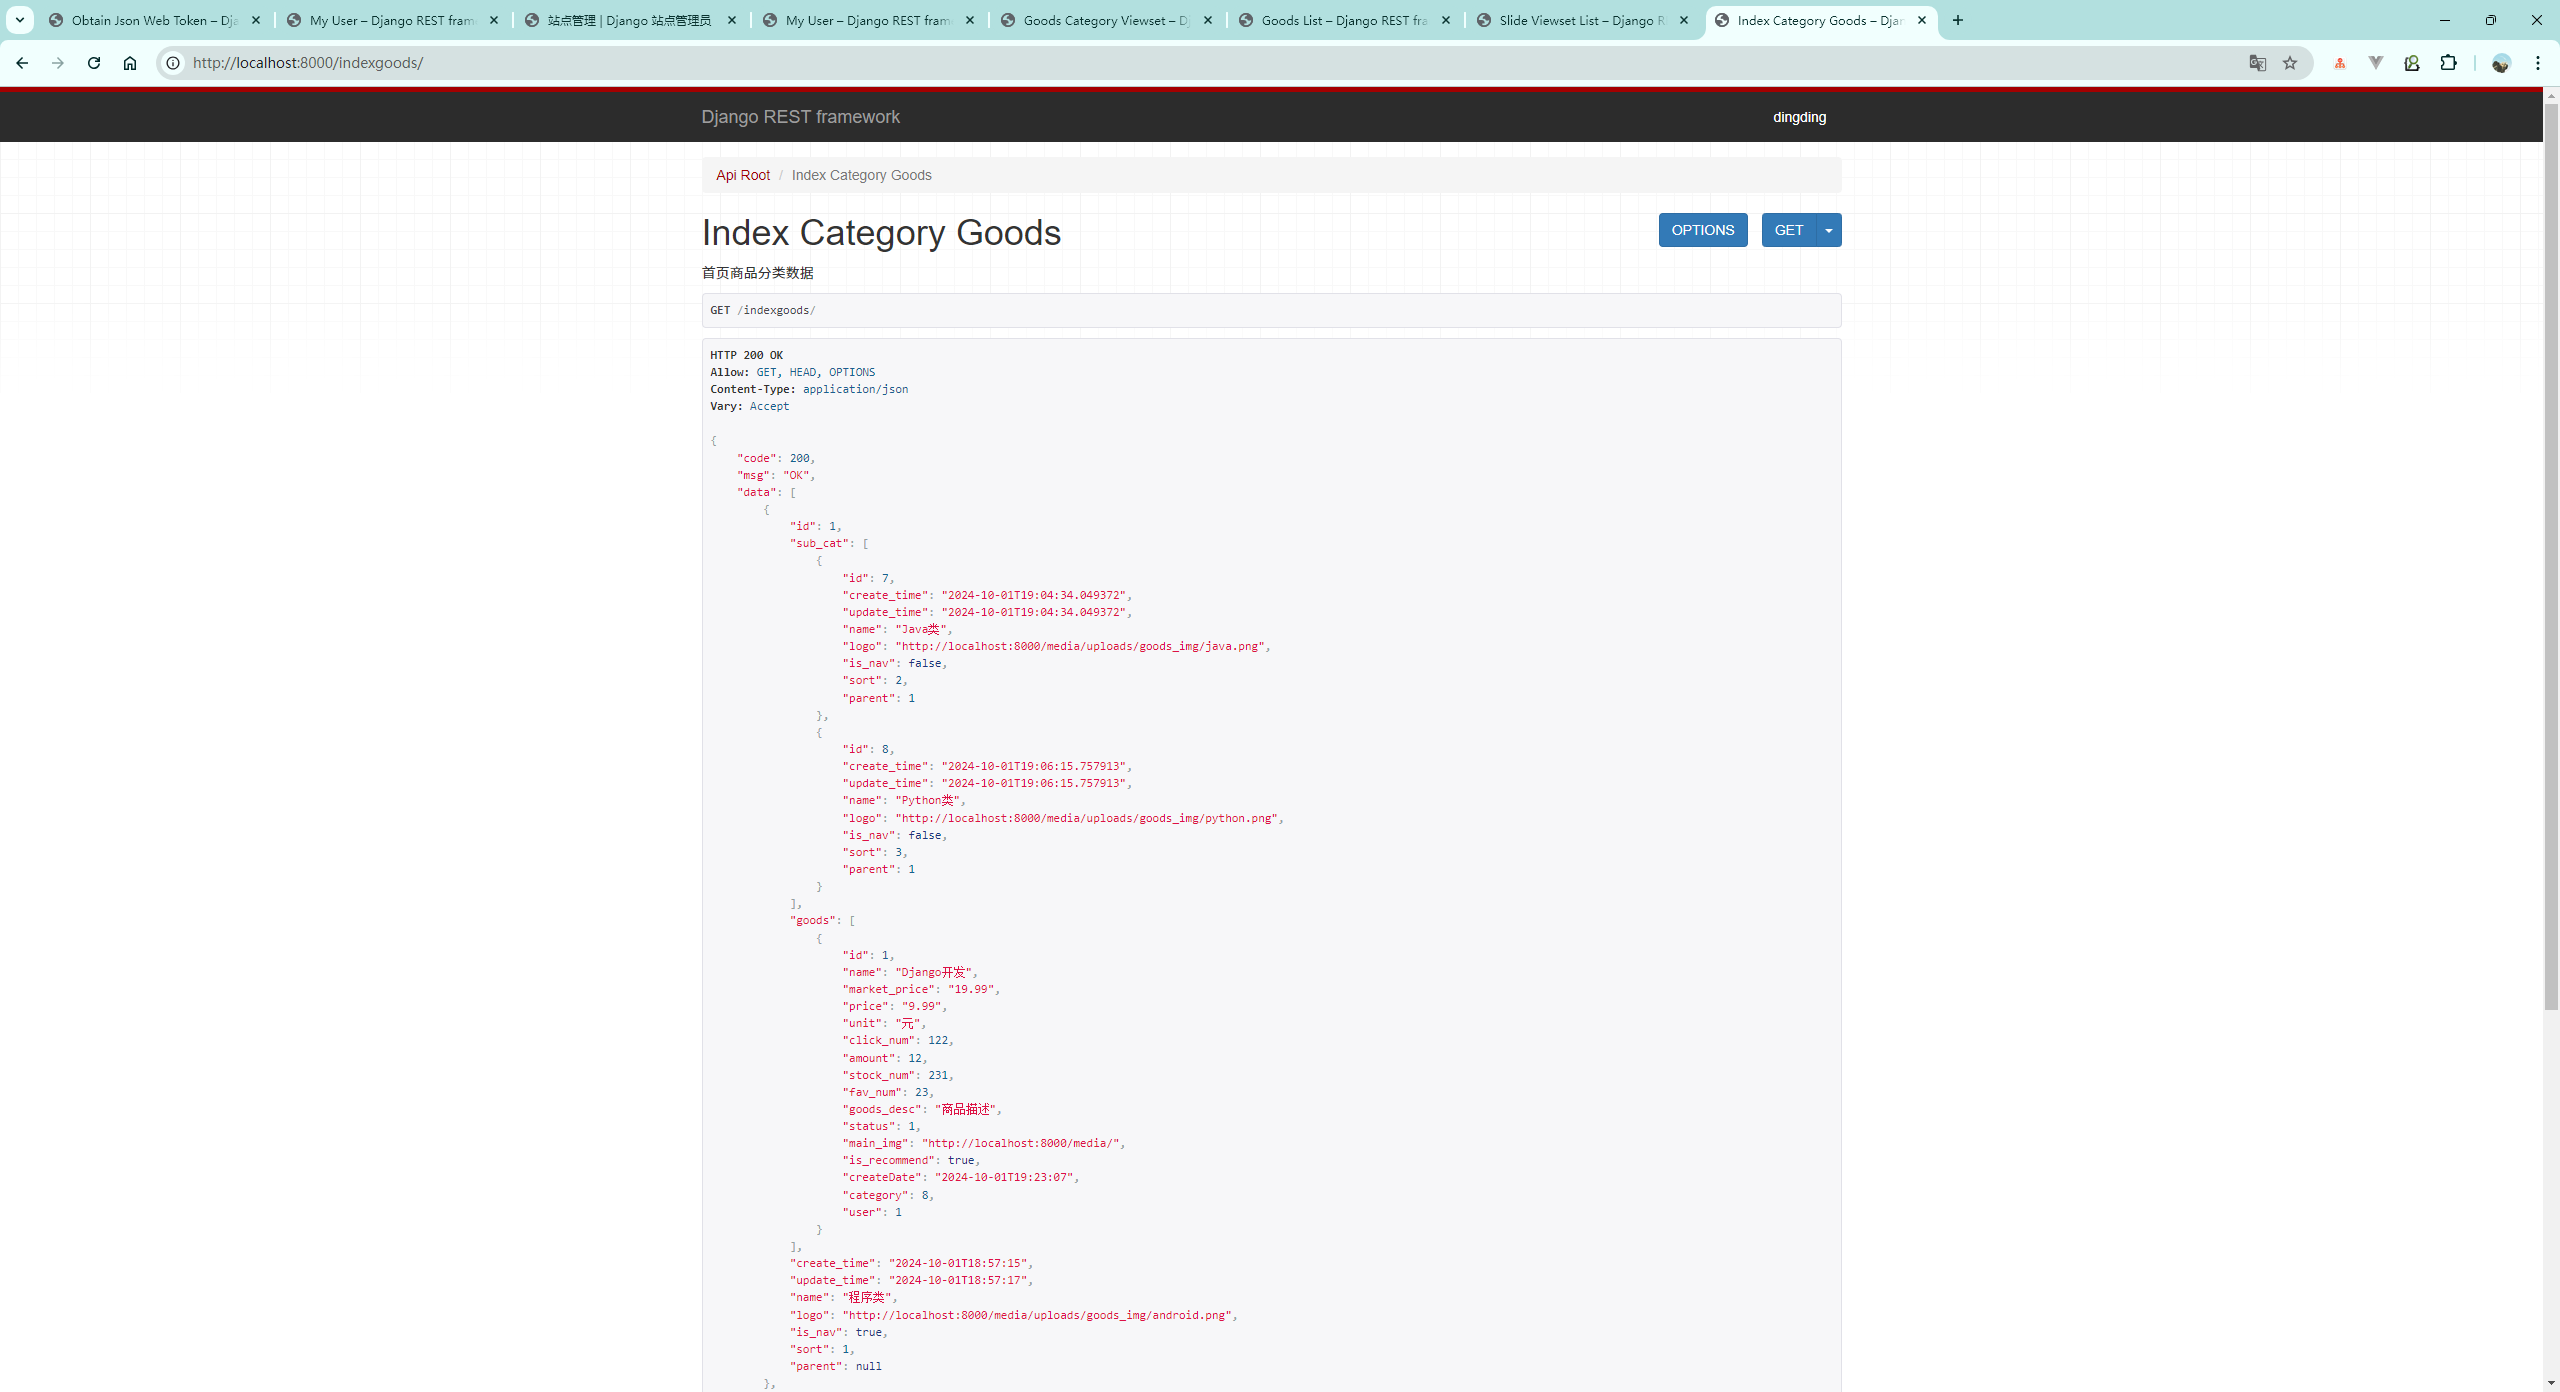 Obtain Json Web Token – Dja
My User – Django REST fram
站点管理 | Django 站点管理员
My User – Django REST fram
Goods Category Viewset – D
Goods List – Django REST fra
Slide Viewset List – Django R
Index Category Goods – Djan
http://localhost:8000/indexgoods/
Django REST framework
dingding
Api Root / Index Category Goods
Index Category Goods
OPTIONS
GET
首页商品分类数据
GET /indexgoods/
HTTP 200 OK
Allow: GET, HEAD, OPTIONS
Content-Type: application/json
Vary: Accept
{
"code": 200,
"msg": "OK",
"data": [
{
"id": 1,
"sub_cat": [
{
"id": 7,
"create_time": "2024-10-01T19:04:34.049372",
"update_time": "2024-10-01T19:04:34.049372",
"name": "Java类",
"logo": "http://localhost:8000/media/uploads/goods_img/java.png",
"is_nav": false,
"sort": 2,
"parent": 1
},
{
"id": 8,
"create_time": "2024-10-01T19:06:15.757913",
"update_time": "2024-10-01T19:06:15.757913",
"name": "Python类",
"logo": "http://localhost:8000/media/uploads/goods_img/python.png",
"is_nav": false,
"sort": 3,
"parent": 1
}
],
"goods": [
{
"id": 1,
"name": "Django开发",
"market_price": "19.99",
"price": "9.99",
"unit": "元",
"click_num": 122,
"amount": 12,
"stock_num": 231,
"fav_num": 23,
"goods_desc": "商品描述",
"status": 1,
"main_img": "http://localhost:8000/media/",
"is_recommend": true,
"createDate": "2024-10-01T19:23:07",
"category": 8,
"user": 1
}
],
"create_time": "2024-10-01T18:57:15",
"update_time": "2024-10-01T18:57:17",
"name": "程序类",
"logo": "http://localhost:8000/media/uploads/goods_img/android.png",
"is_nav": true,
"sort": 1,
"parent": null
},